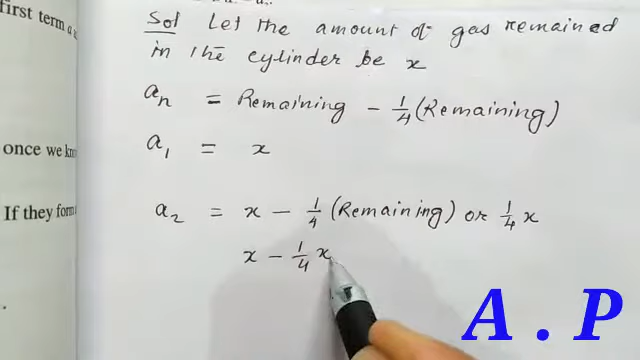 first term a
Sol Let the amount of gas remained
in the cylinder be x
an = Remaining - 1/4 (Remaining)
once we kn
a1 = x
If they form
a2 = x - 1/4 (Remaining) or 1/4 x
x - 1/4 x
A . P